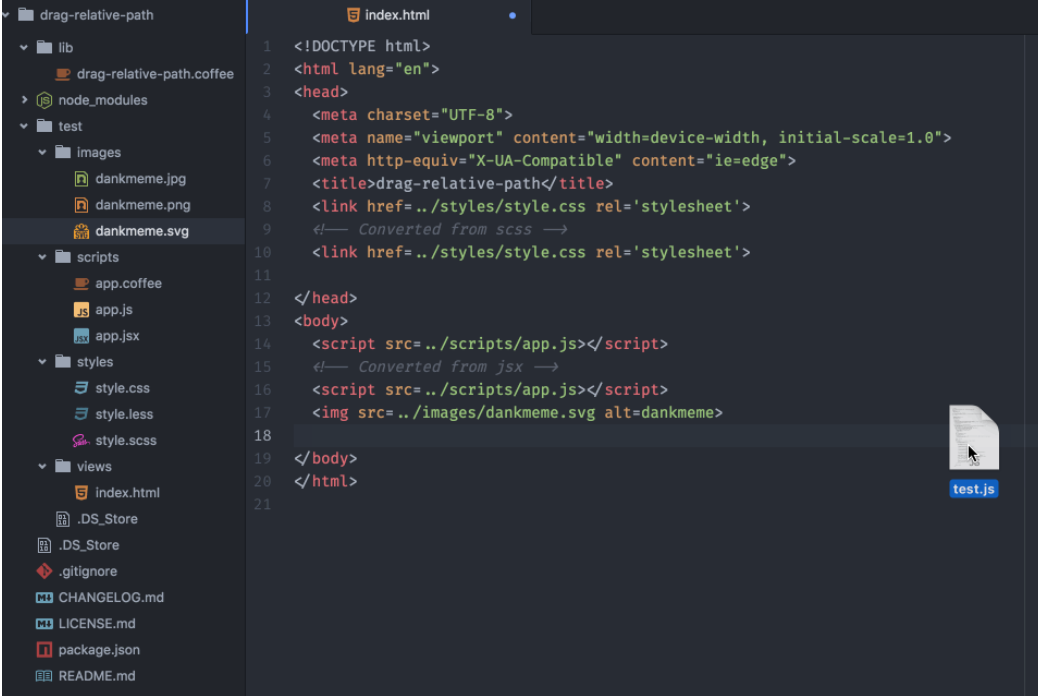 drag-relative-path
lib
drag-relative-path.coffee
node_modules
test
images
dankmeme.jpg
dankmeme.png
dankmeme.svg
scripts
app.coffee
app.js
app.jsx
styles
style.css
style.less
style.scss
views
index.html
.DS_Store
.DS_Store
.gitignore
CHANGELOG.md
LICENSE.md
package.json
README.md
index.html
1 <!DOCTYPE html>
2 <html lang="en">
3 <head>
4 <meta charset="UTF-8">
5 <meta name="viewport" content="width=device-width, initial-scale=1.0">
6 <meta http-equiv="X-UA-Compatible" content="ie=edge">
7 <title>drag-relative-path</title>
8 <link href=../styles/style.css rel='stylesheet'>
9 <!-- Converted from scss -->
10 <link href=../styles/style.css rel='stylesheet'>
11
12 </head>
13 <body>
14 <script src=../scripts/app.js></script>
15 <!-- Converted from jsx -->
16 <script src=../scripts/app.js></script>
17 <img src=../images/dankmeme.svg alt=dankmeme>
18
19 </body>
20 </html>
21
test.js